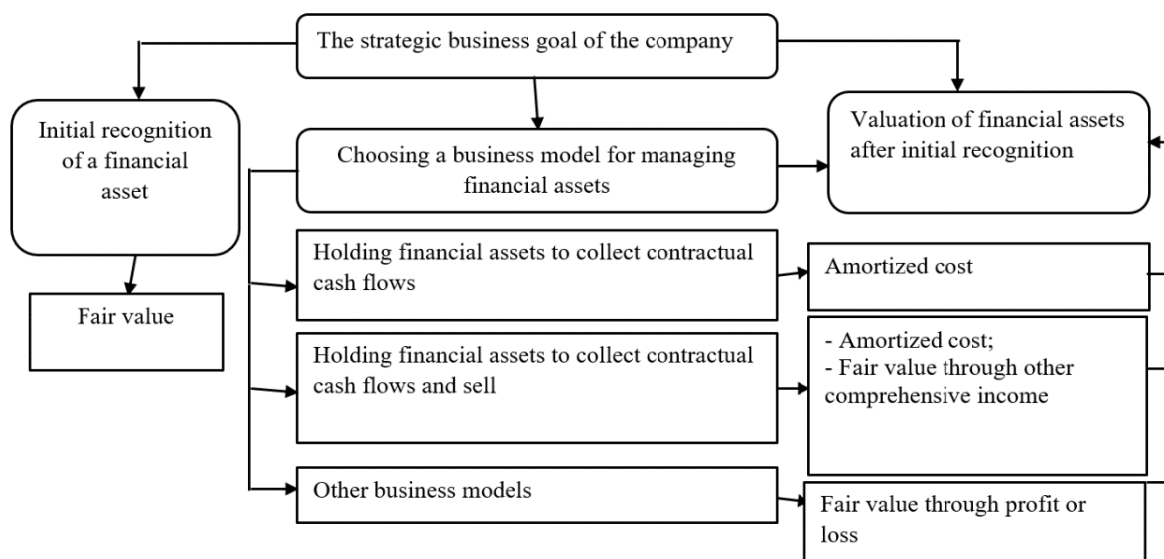 The strategic business goal of the company
Initial recognition
of a financial
asset
Choosing a business model for managing
financial assets
Valuation of financial assets
after initial recognition
Fair value
Holding financial assets to collect contractual
cash flows
Amortized cost
Holding financial assets to collect contractual
cash flows and sell
- Amortized cost;
- Fair value through other
comprehensive income
Other business models
Fair value through profit or
loss